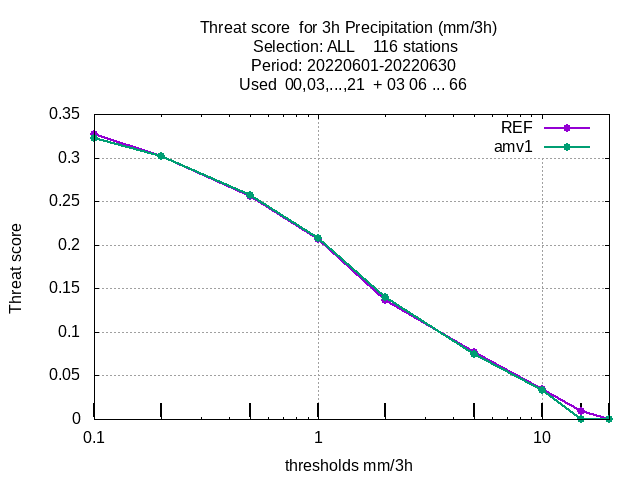 Threat score  for 3h Precipitation (mm/3h)
Selection: ALL    116 stations
Period: 20220601-20220630
Used  00,03,...,21  + 03 06 ... 66
0.35
REF
amv1
0.3
0.25
0.2
0.15
0.1
0.05
0
Threat score
0.1
1
10
thresholds mm/3h